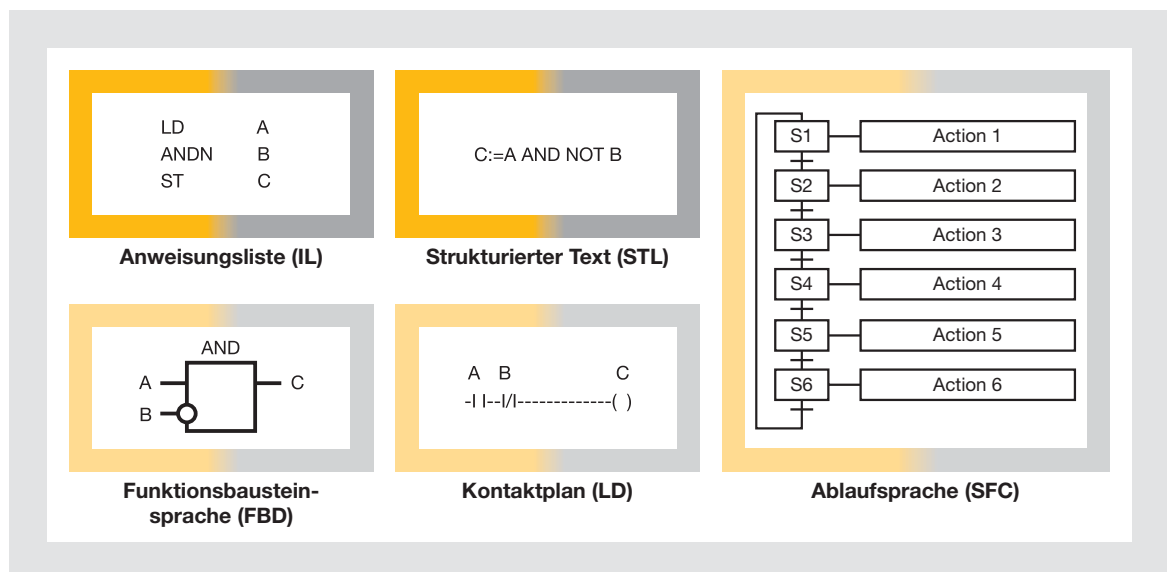 LD A
ANDN B
ST C
Anweisungsliste (IL)
C:=A AND NOT B
Strukturierter Text (STL)
AND
A
C
B
Funktionsbaustein-
sprache (FBD)
A B C
-I I--I/I-------------( )
Kontaktplan (LD)
S1 Action 1
S2 Action 2
S3 Action 3
S4 Action 4
S5 Action 5
S6 Action 6
Ablaufsprache (SFC)